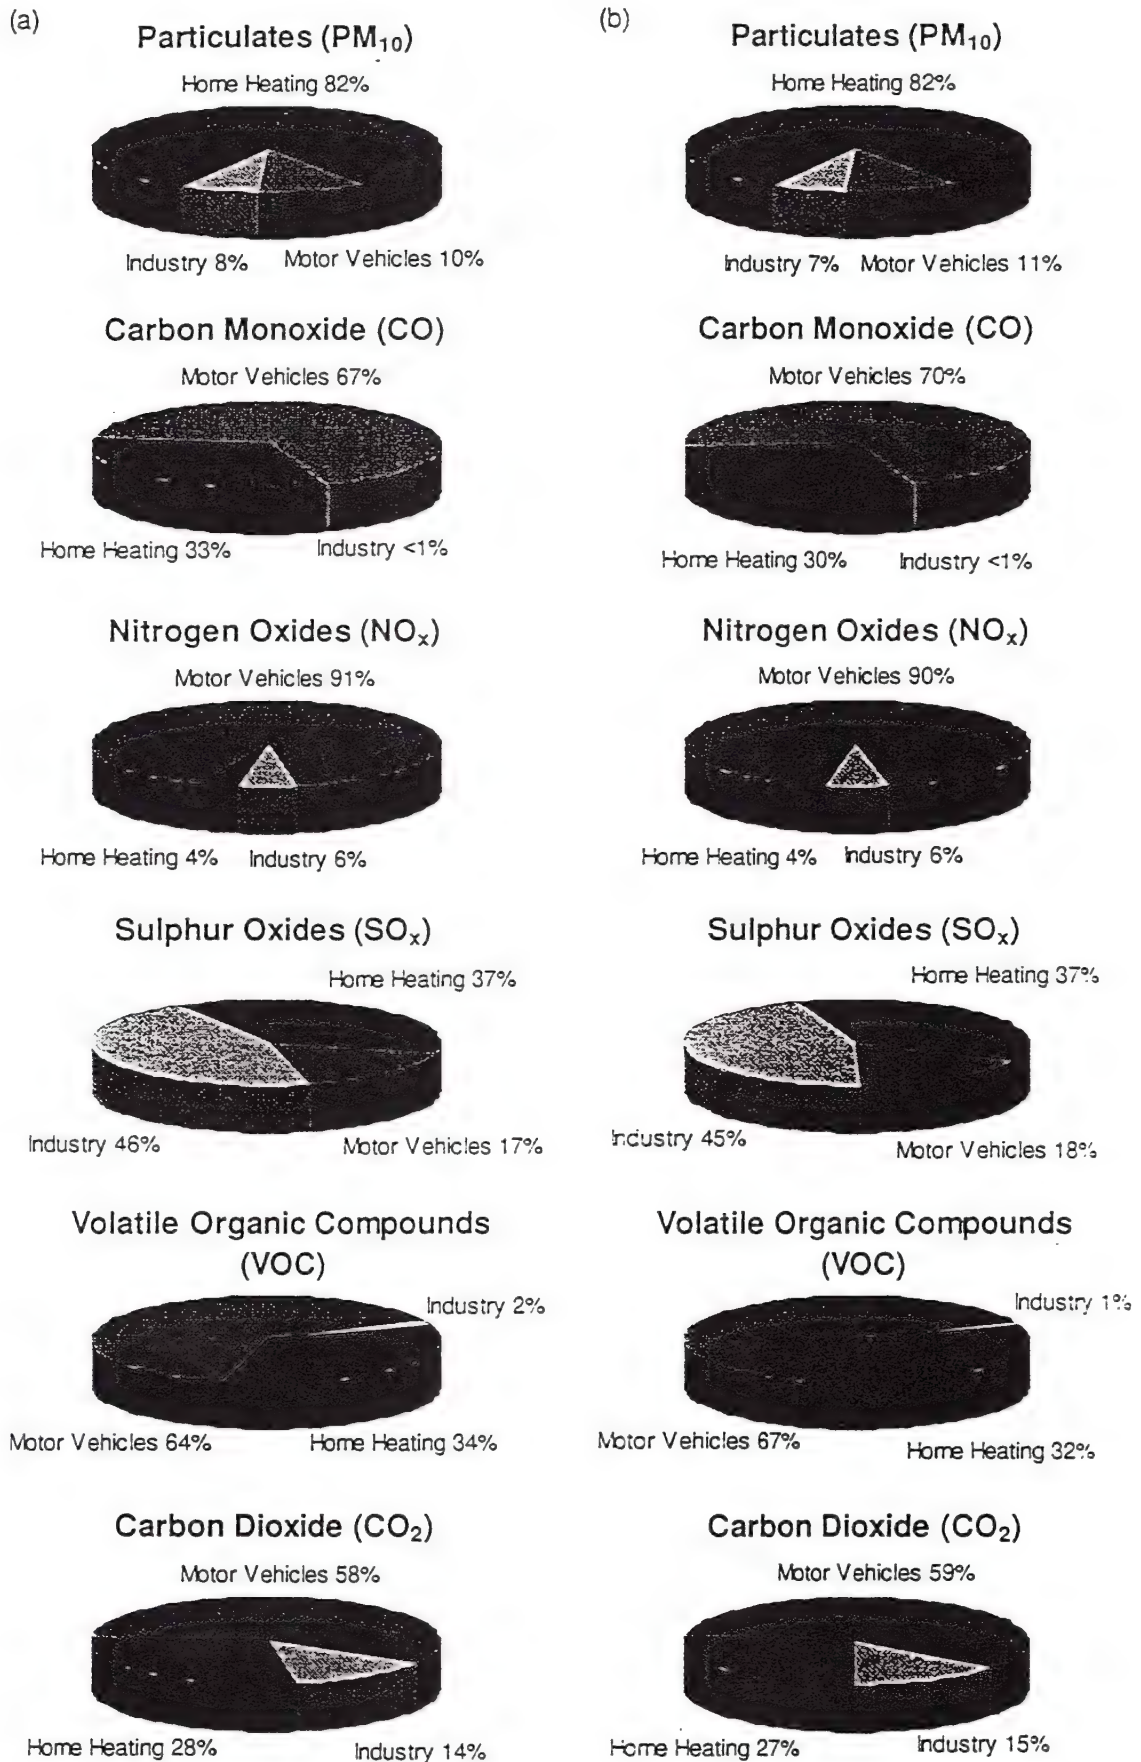 (a)
Particulates (PM10)
Home Heating 82%
Industry 8%
Motor Vehicles 10%
Carbon Monoxide (CO)
Motor Vehicles 67%
Home Heating 33%
Industry <1%
Nitrogen Oxides (NOx)
Motor Vehicles 91%
Home Heating 4%
Industry 6%
Sulphur Oxides (SOx)
Home Heating 37%
Industry 46%
Motor Vehicles 17%
Volatile Organic Compounds
(VOC)
Industry 2%
Motor Vehicles 64%
Home Heating 34%
Carbon Dioxide (CO2)
Motor Vehicles 58%
Home Heating 28%
Industry 14%
(b)
Particulates (PM10)
Home Heating 82%
Industry 7%
Motor Vehicles 11%
Carbon Monoxide (CO)
Motor Vehicles 70%
Home Heating 30%
Industry <1%
Nitrogen Oxides (NOx)
Motor Vehicles 90%
Home Heating 4%
Industry 6%
Sulphur Oxides (SOx)
Home Heating 37%
Industry 45%
Motor Vehicles 18%
Volatile Organic Compounds
(VOC)
Industry 1%
Motor Vehicles 67%
Home Heating 32%
Carbon Dioxide (CO2)
Motor Vehicles 59%
Home Heating 27%
Industry 15%